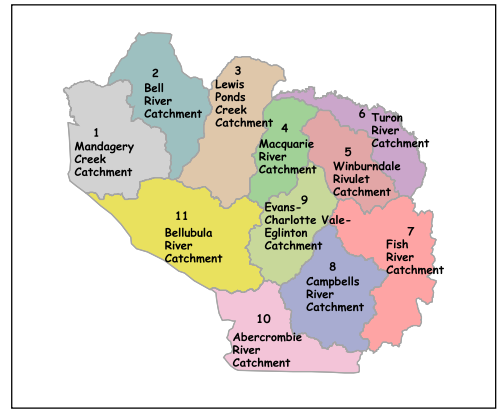 1
Mandagery
Creek
Catchment
2
Bell
River
Catchment
3
Lewis
Ponds
Creek
Catchment
4
Macquarie
River
Catchment
5
Winburndale
Rivulet
Catchment
6 Turon
River
Catchment
7
Fish
River
Catchment
8
Campbells
River
Catchment
9
Evans-
Charlotte Vale-
Eglinton
Catchment
10
Abercrombie
River
Catchment
11
Bellubula
River
Catchment